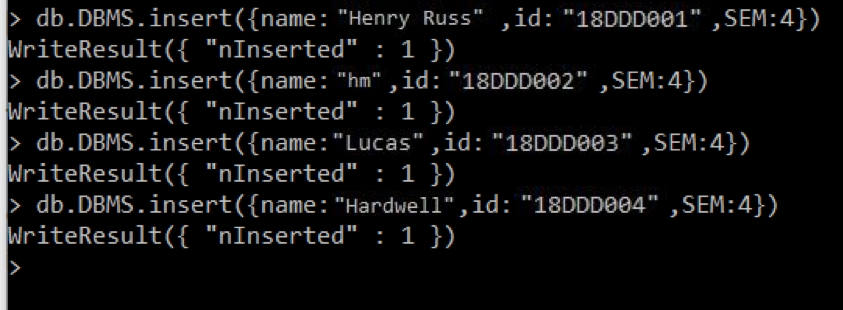 > db.DBMS.insert({name:"Henry Russ" ,id:"18DDD001" ,SEM:4})
WriteResult({ "nInserted" : 1 })
> db.DBMS.insert({name:"hm",id:"18DDD002" ,SEM:4})
WriteResult({ "nInserted" : 1 })
> db.DBMS.insert({name:"Lucas",id:"18DDD003" ,SEM:4})
WriteResult({ "nInserted" : 1 })
> db.DBMS.insert({name:"Hardwell",id:"18DDD004" ,SEM:4})
WriteResult({ "nInserted" : 1 })
>